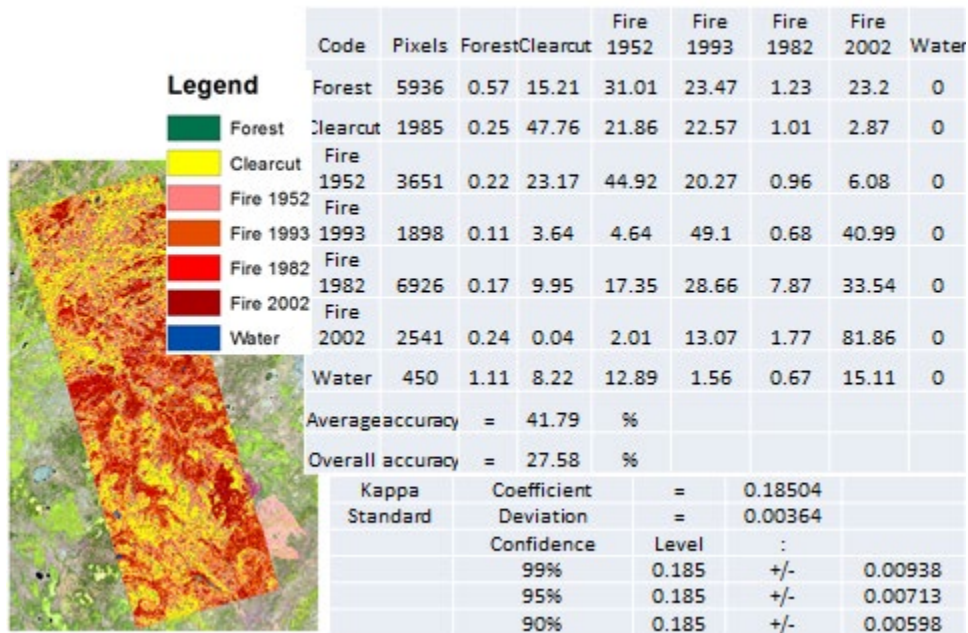 Legend
Forest
Clearcut
Fire 1952
Fire 1993
Fire 1982
Fire 2002
Water
Code Pixels Forest Clearcut Fire 1952 Fire 1993 Fire 1982 Fire 2002 Water
Forest 5936 0.57 15.21 31.01 23.47 1.23 23.2 0
Clearcut 1985 0.25 47.76 21.86 22.57 1.01 2.87 0
Fire 1952 3651 0.22 23.17 44.92 20.27 0.96 6.08 0
Fire 1993 1898 0.11 3.64 4.64 49.1 0.68 40.99 0
Fire 1982 6926 0.17 9.95 17.35 28.66 7.87 33.54 0
Fire 2002 2541 0.24 0.04 2.01 13.07 1.77 81.86 0
Water 450 1.11 8.22 12.89 1.56 0.67 15.11 0
Average accuracy = 41.79 %
Overall accuracy = 27.58 %
Kappa Coefficient = 0.18504
Standard Deviation = 0.00364
Confidence Level :
99% 0.185 +/- 0.00938
95% 0.185 +/- 0.00713
90% 0.185 +/- 0.00598